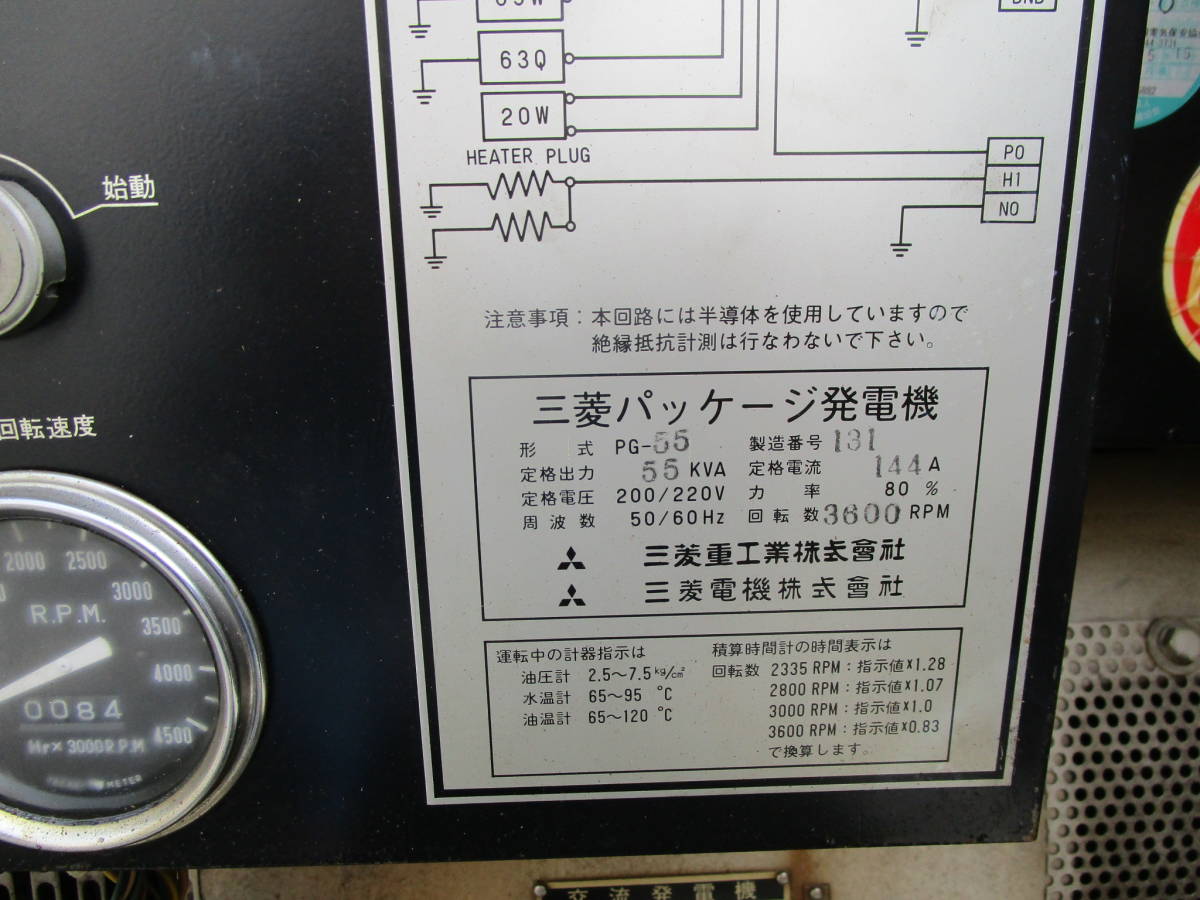 63Q
20W
HEATER PLUG
PO
H1
NO
始動
注意事項：本回路には半導体を使用していますので
絶縁抵抗計測は行なわないで下さい。
三菱パッケージ発電機
形式 PG-55 製造番号 131
定格出力 55 KVA 定格電流 144 A
定格電圧 200/220V 力率 80 %
周波数 50/60Hz 回転数 3600 RPM
三菱重工業株式會社
三菱電機株式會社
回転速度
2000 2500 3000 3500 4000 4500
R.P.M.
0084
Hr× 3000 R.P.M
運転中の計器指示は
油圧計 2.5～7.5 kg/cm²
水温計 65～95 °C
油温計 65～120 °C
積算時間計の時間表示は
回転数 2335 RPM：指示値×1.28
2800 RPM：指示値×1.07
3000 RPM：指示値×1.0
3600 RPM：指示値×0.83
で換算します。
交流発電機